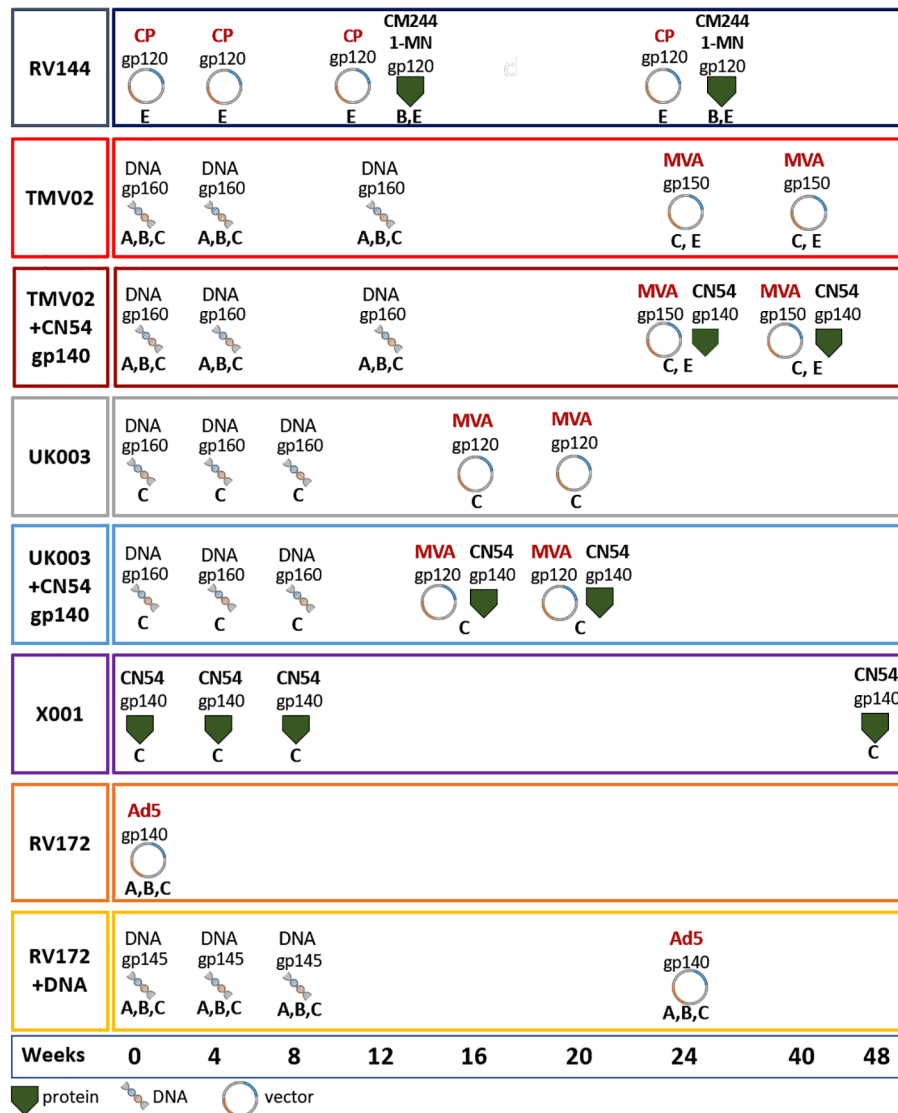 RV144
CP CP CP CM244 CP CM244
1-MN 1-MN
gp120 gp120 gp120 gp120 gp120 gp120
E E E B,E E B,E
TMV02
DNA DNA DNA MVA MVA
gp160 gp160 gp160 gp150 gp150
A,B,C A,B,C A,B,C C, E C, E
TMV02
+CN54
gp140
DNA DNA DNA MVA CN54 MVA CN54
gp160 gp160 gp160 gp150 gp140 gp150 gp140
A,B,C A,B,C A,B,C C, E C, E
UK003
DNA DNA DNA MVA MVA
gp160 gp160 gp160 gp120 gp120
C C C C C
UK003
+CN54
gp140
DNA DNA DNA MVA CN54 MVA CN54
gp160 gp160 gp160 gp120 gp140 gp120 gp140
C C C C C
X001
CN54 CN54 CN54 CN54
gp140 gp140 gp140 gp140
C C C C
RV172
Ad5
gp140
A,B,C
RV172
+DNA
DNA DNA DNA Ad5
gp145 gp145 gp145 gp140
A,B,C A,B,C A,B,C A,B,C
Weeks 0 4 8 12 16 20 24 40 48
protein DNA vector